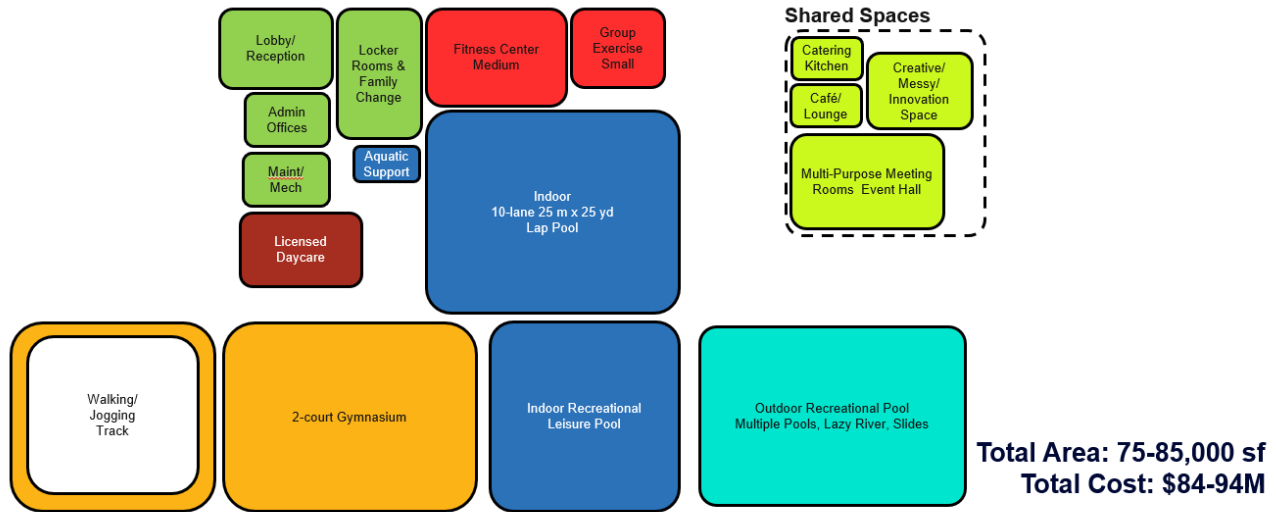 Shared Spaces
Lobby/
Reception
Locker
Rooms &
Family
Change
Fitness Center
Medium
Group
Exercise
Small
Catering
Kitchen
Creative/
Messy/
Innovation
Space
Café/
Lounge
Admin
Offices
Aquatic
Support
Maint/
Mech
Multi-Purpose Meeting
Rooms  Event Hall
Indoor
10-lane 25 m x 25 yd
Lap Pool
Licensed
Daycare
Walking/
Jogging
Track
2-court Gymnasium
Indoor Recreational
Leisure Pool
Outdoor Recreational Pool
Multiple Pools, Lazy River, Slides
Total Area: 75-85,000 sf
Total Cost: $84-94M